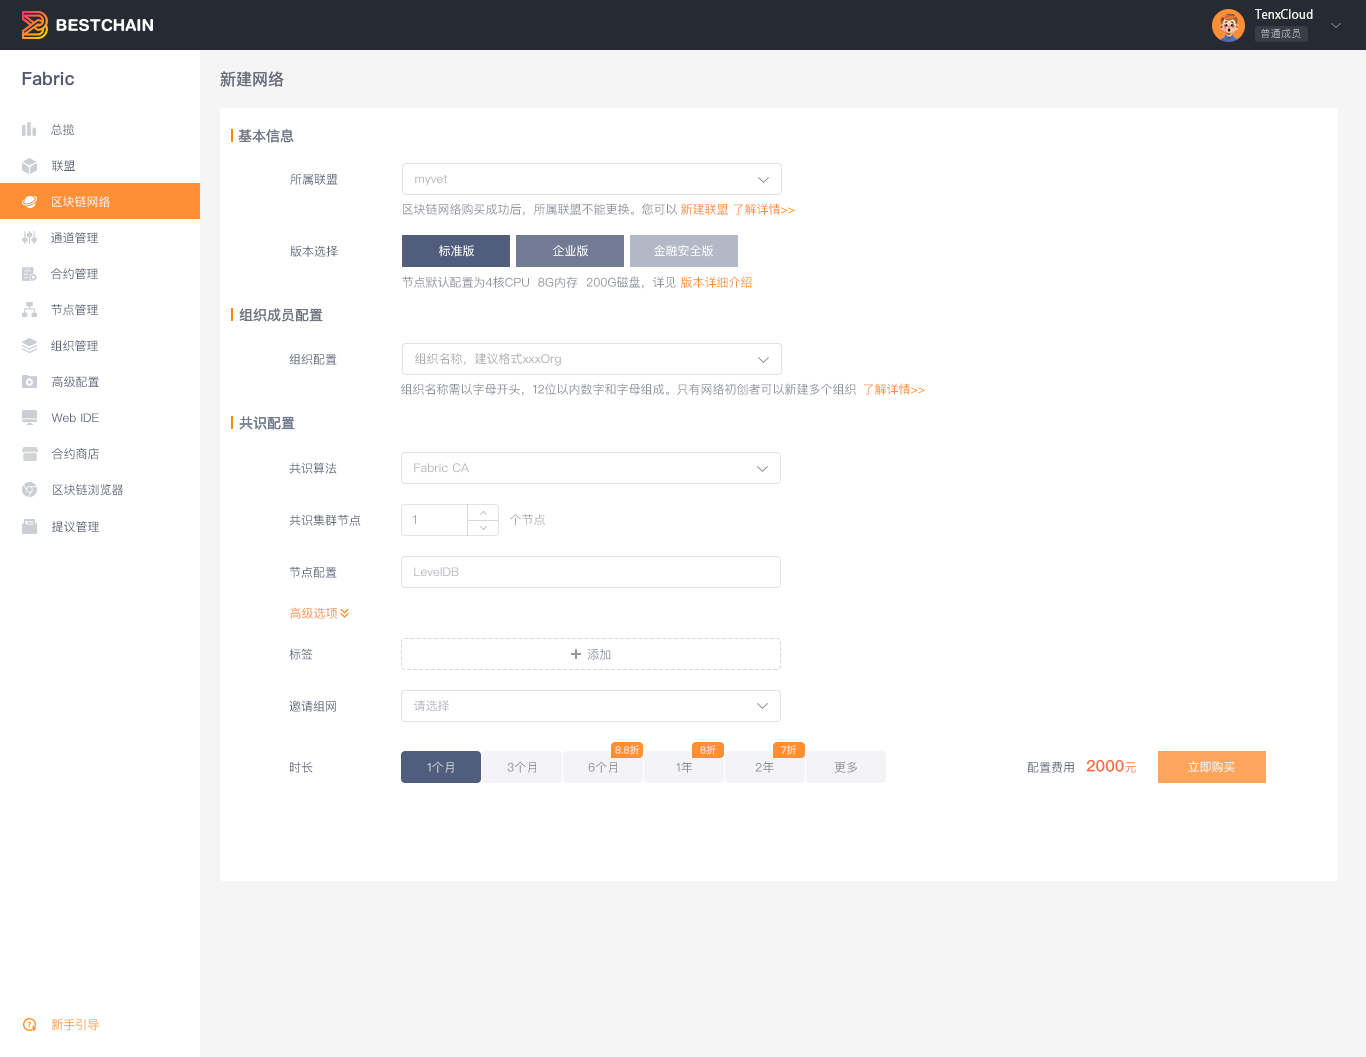 BESTCHAIN
TenxCloud
普通成员
Fabric
总揽
联盟
区块链网络
通道管理
合约管理
节点管理
组织管理
高级配置
Web IDE
合约商店
区块链浏览器
提议管理
新手引导
新建网络
基本信息
所属联盟
myvet
区块链网络购买成功后，所属联盟不能更换。您可以 新建联盟 了解详情>>
版本选择
标准版
企业版
金融安全版
节点默认配置为4核CPU 8G内存 200G磁盘，详见 版本详细介绍
组织成员配置
组织配置
组织名称，建议格式xxxOrg
组织名称需以字母开头，12位以内数字和字母组成。只有网络初创者可以新建多个组织 了解详情>>
共识配置
共识算法
Fabric CA
共识集群节点
1
个节点
节点配置
LevelDB
高级选项
标签
添加
邀请组网
请选择
时长
1个月
3个月
6个月
8.8折
1年
8折
2年
7折
更多
配置费用 2000元
立即购买